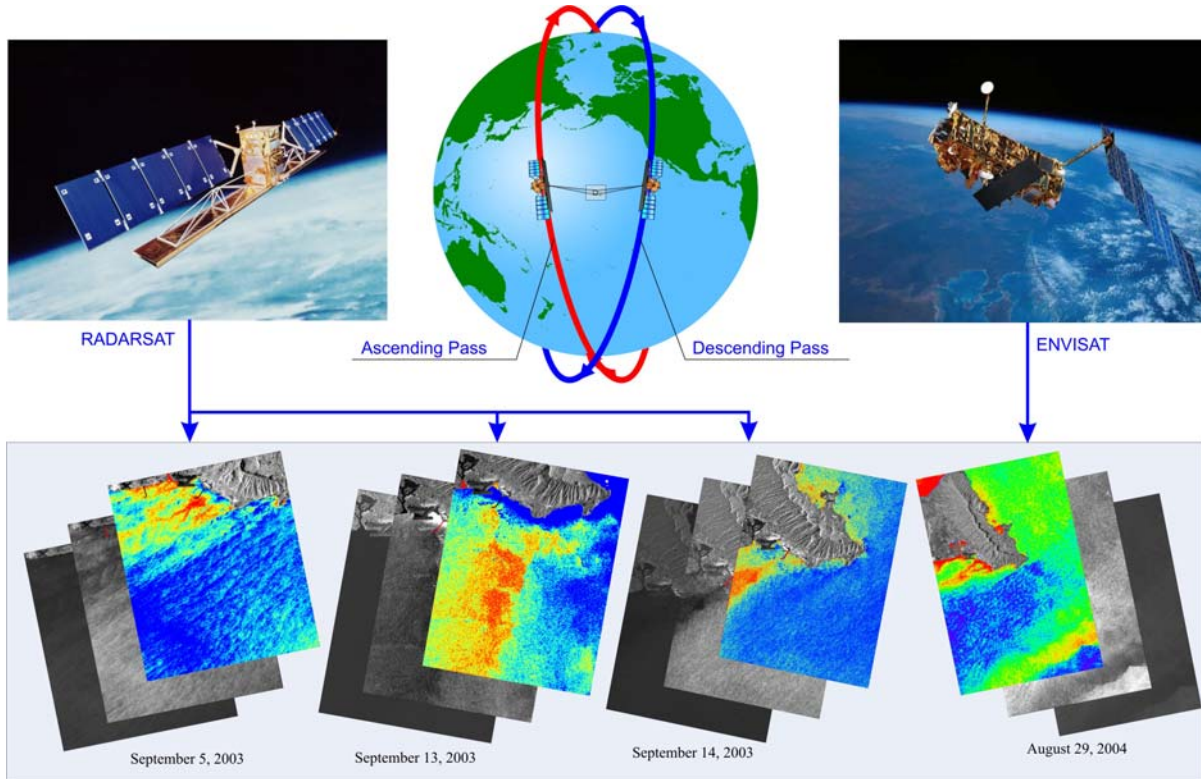 RADARSAT
Ascending Pass
Descending Pass
ENVISAT
September 5, 2003
September 13, 2003
September 14, 2003
August 29, 2004